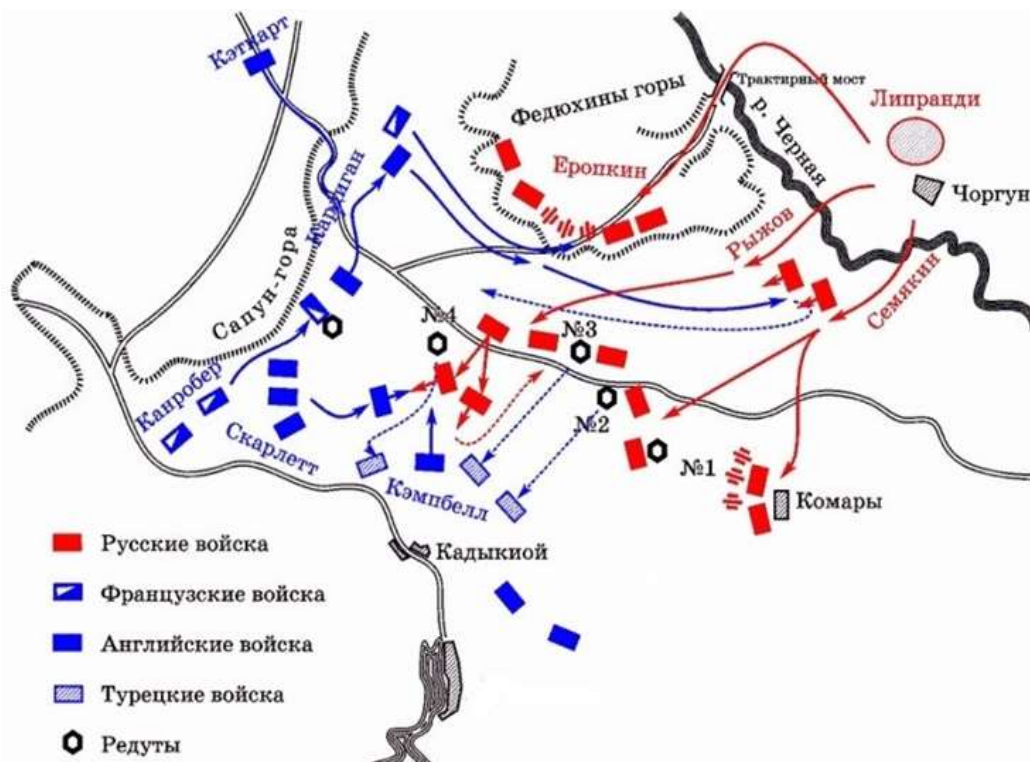 Кэткарт
Трактирный мост
Федюхины горы
Липранди
р. Черная
Еропкин
Чоргун
Кардиган
Рыжов
Семякин
Сапун-гора
№4
№3
Канробер
№2
Скарлетт
№1
Кэмпбелл
Комары
Кадыкиой
Русские войска
Французские войска
Английские войска
Турецкие войска
Редуты